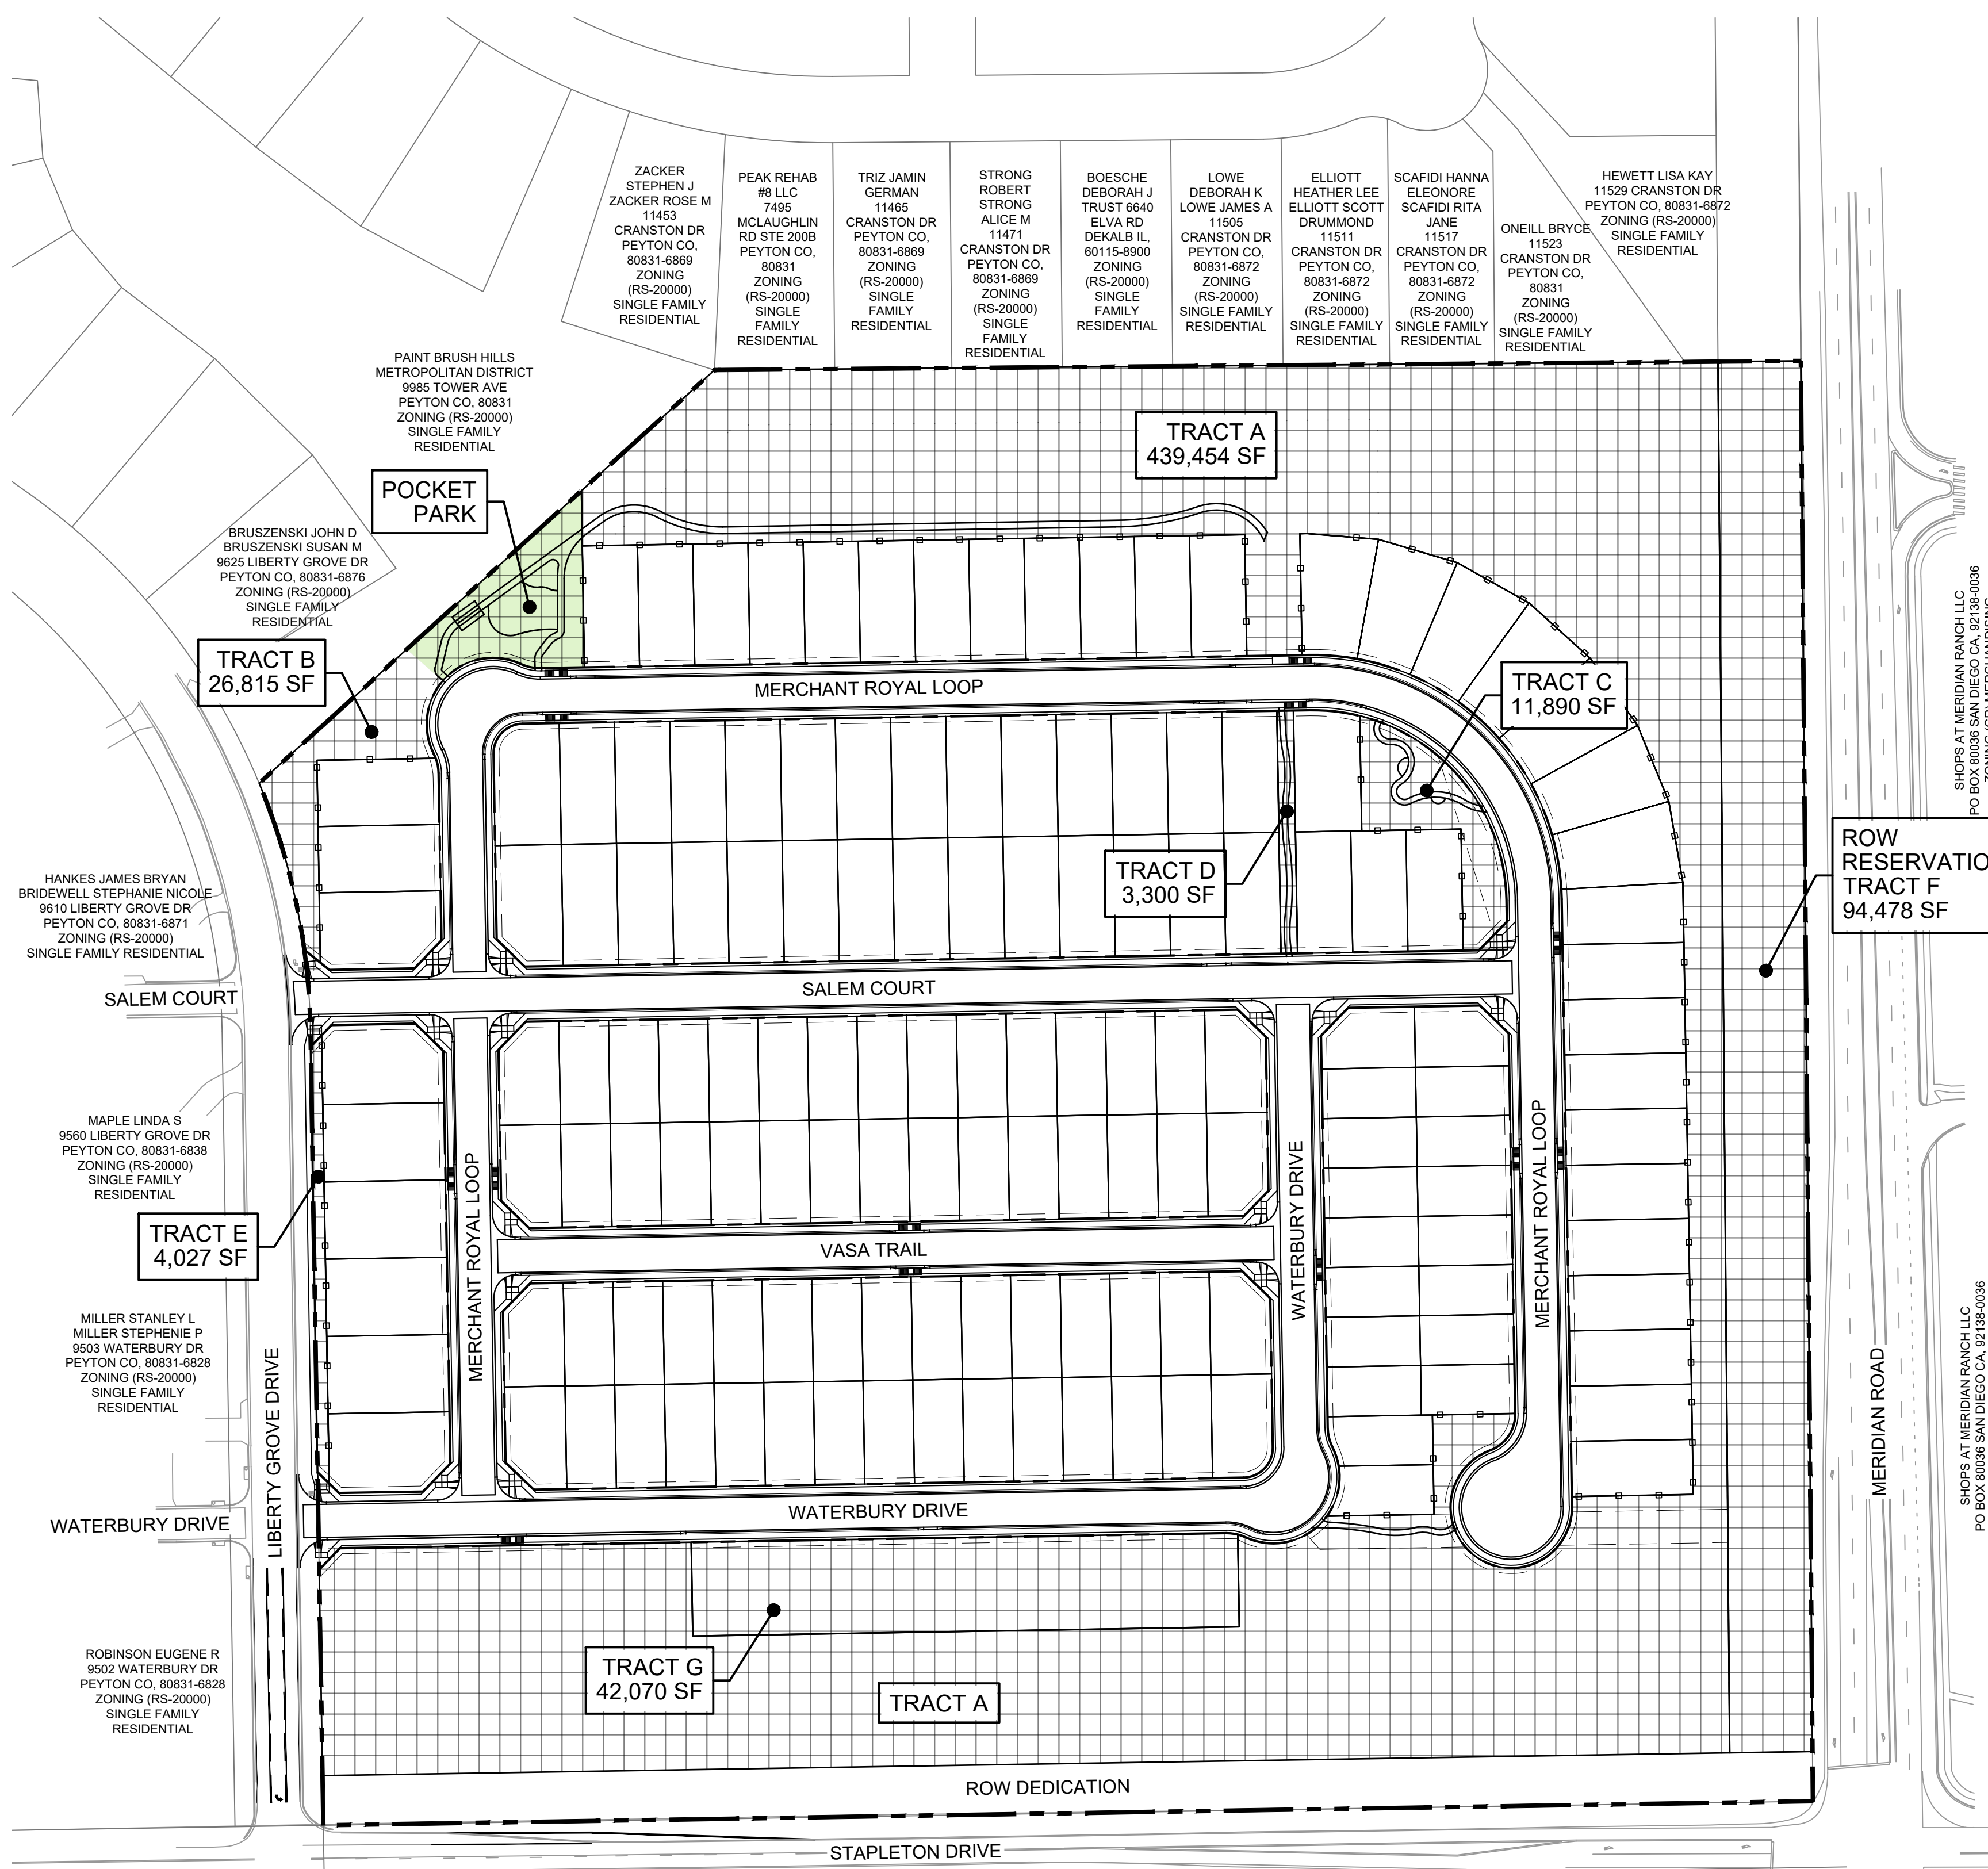 ZACKER
STEPHEN J
ZACKER ROSE M
11453
CRANSTON DR
PEYTON CO,
80831-6869
ZONING
(RS-20000)
SINGLE FAMILY
RESIDENTIAL
PEAK REHAB
#8 LLC
7495
MCLAUGHLIN
RD STE 200B
PEYTON CO,
80831
ZONING
(RS-20000)
SINGLE
FAMILY
RESIDENTIAL
TRIZ JAMIN
GERMAN
11465
CRANSTON DR
PEYTON CO,
80831-6869
ZONING
(RS-20000)
SINGLE
FAMILY
RESIDENTIAL
STRONG
ROBERT
STRONG
ALICE M
11471
CRANSTON DR
PEYTON CO,
80831-6869
ZONING
(RS-20000)
SINGLE
FAMILY
RESIDENTIAL
BOESCHE
DEBORAH J
TRUST 6640
ELVA RD
DEKALB IL,
60115-8900
ZONING
(RS-20000)
SINGLE
FAMILY
RESIDENTIAL
LOWE
DEBORAH K
LOWE JAMES A
11505
CRANSTON DR
PEYTON CO,
80831-6872
ZONING
(RS-20000)
SINGLE FAMILY
RESIDENTIAL
ELLIOTT
HEATHER LEE
ELLIOTT SCOTT
DRUMMOND
11511
CRANSTON DR
PEYTON CO,
80831-6872
ZONING
(RS-20000)
SINGLE FAMILY
RESIDENTIAL
SCAFIDI HANNA
ELEONORE
SCAFIDI RITA
JANE
11517
CRANSTON DR
PEYTON CO,
80831-6872
ZONING
(RS-20000)
SINGLE FAMILY
RESIDENTIAL
ONEILL BRYCE
11523
CRANSTON DR
PEYTON CO,
80831
ZONING
(RS-20000)
SINGLE FAMILY
RESIDENTIAL
HEWETT LISA KAY
11529 CRANSTON DR
PEYTON CO, 80831-6872
ZONING (RS-20000)
SINGLE FAMILY
RESIDENTIAL
PAINT BRUSH HILLS
METROPOLITAN DISTRICT
9985 TOWER AVE
PEYTON CO, 80831
ZONING (RS-20000)
SINGLE FAMILY
RESIDENTIAL
TRACT A
439,454 SF
POCKET
PARK
BRUSZENSKI JOHN D
BRUSZENSKI SUSAN M
9625 LIBERTY GROVE DR
PEYTON CO, 80831-6876
ZONING (RS-20000)
SINGLE FAMILY
RESIDENTIAL
TRACT B
26,815 SF
MERCHANT ROYAL LOOP
TRACT C
11,890 SF
SHOPS AT MERIDIAN RANCH LLC
PO BOX 80036 SAN DIEGO CA, 92138-0036
TRACT D
3,300 SF
ROW
RESERVATIO
TRACT F
94,478 SF
HANKES JAMES BRYAN
BRIDEWELL STEPHANIE NICOLE
9610 LIBERTY GROVE DR
PEYTON CO, 80831-6871
ZONING (RS-20000)
SINGLE FAMILY RESIDENTIAL
SALEM COURT
SALEM COURT
MAPLE LINDA S
9560 LIBERTY GROVE DR
PEYTON CO, 80831-6838
ZONING (RS-20000)
SINGLE FAMILY
RESIDENTIAL
TRACT E
4,027 SF
MERCHANT ROYAL LOOP
VASA TRAIL
WATERBURY DRIVE
MERCHANT ROYAL LOOP
MILLER STANLEY L
MILLER STEPHENIE P
9503 WATERBURY DR
PEYTON CO, 80831-6828
ZONING (RS-20000)
SINGLE FAMILY
RESIDENTIAL
LIBERTY GROVE DRIVE
MERIDIAN ROAD
SHOPS AT MERIDIAN RANCH LLC
PO BOX 80036 SAN DIEGO CA, 92138-0036
WATERBURY DRIVE
WATERBURY DRIVE
ROBINSON EUGENE R
9502 WATERBURY DR
PEYTON CO, 80831-6828
ZONING (RS-20000)
SINGLE FAMILY
RESIDENTIAL
TRACT G
42,070 SF
TRACT A
ROW DEDICATION
STAPLETON DRIVE